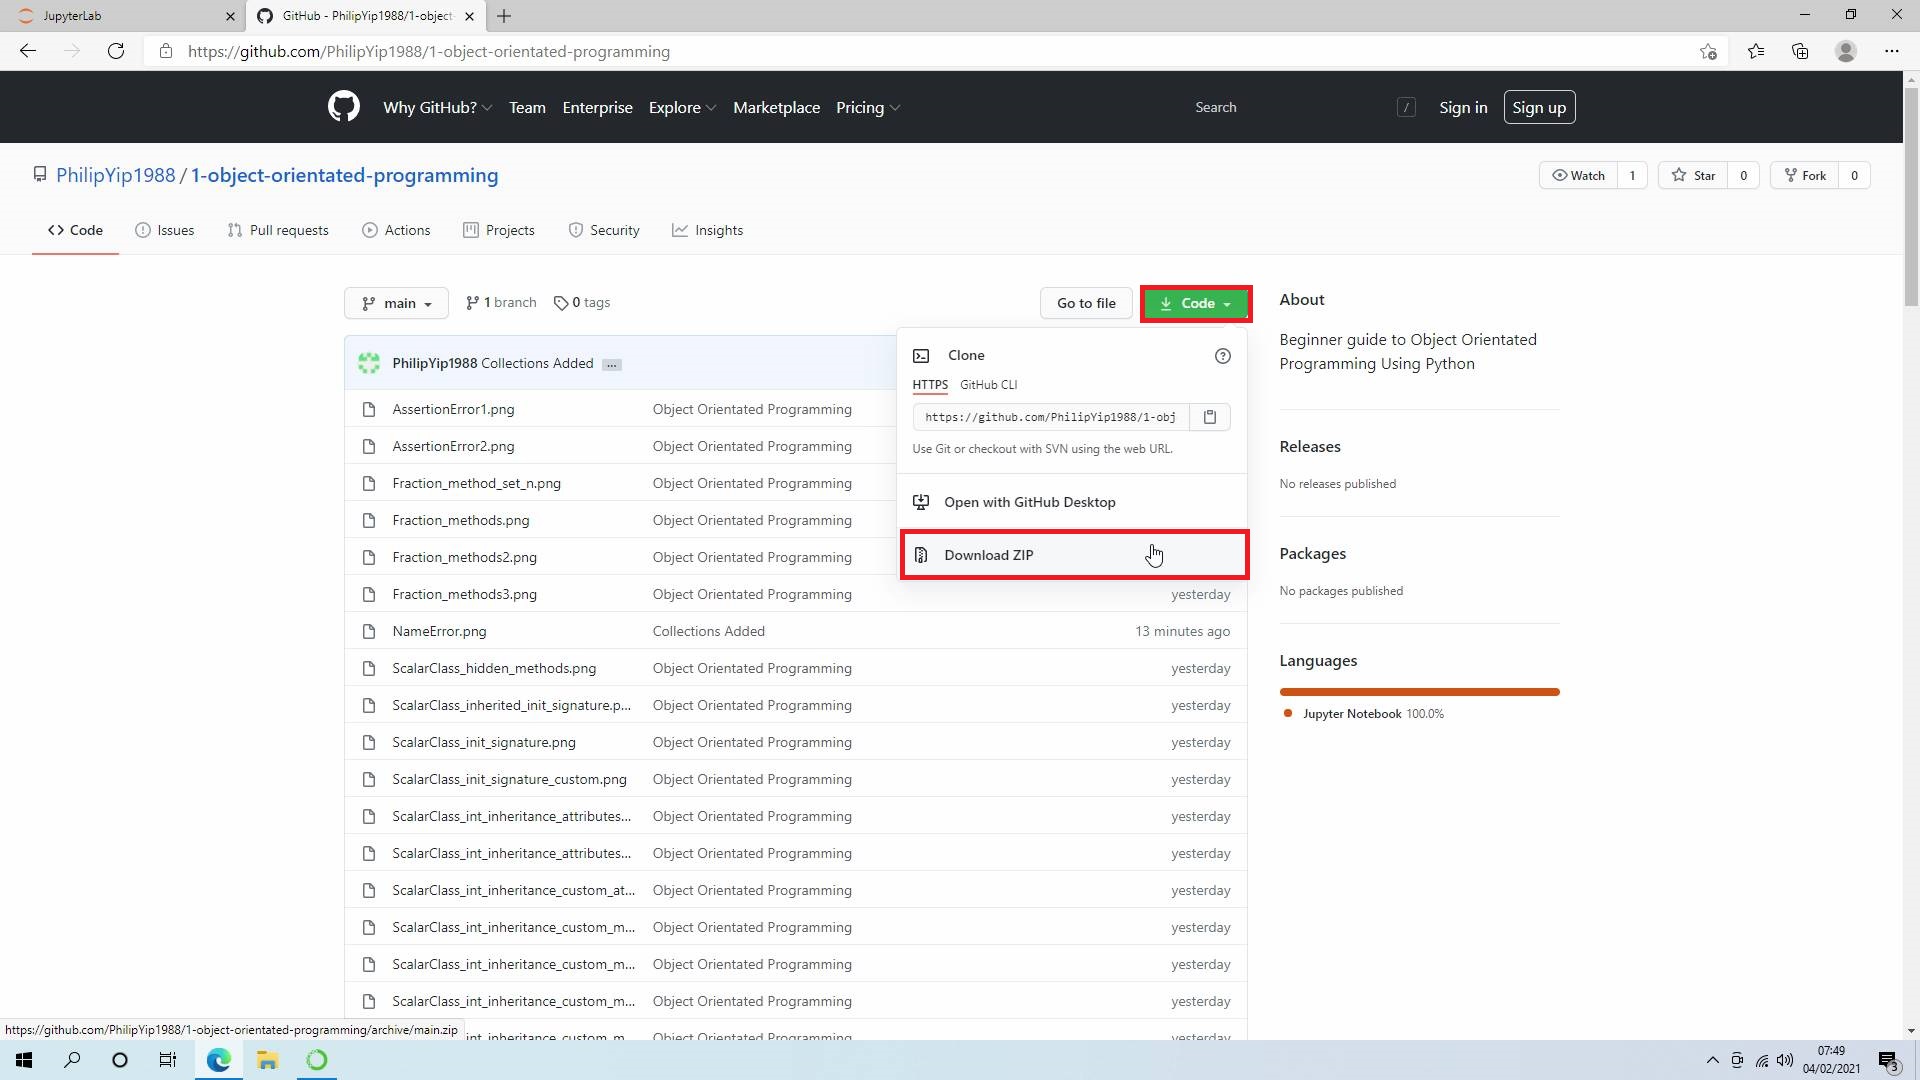 JupyterLab
GitHub - PhilipYip1988/1-object-
https://github.com/PhilipYip1988/1-object-orientated-programming
Why GitHub? Team Enterprise Explore Marketplace Pricing Search / Sign in Sign up
PhilipYip1988 / 1-object-orientated-programming Watch 1 Star 0 Fork 0
Code Issues Pull requests Actions Projects Security Insights
main 1 branch 0 tags Go to file Code
PhilipYip1988 Collections Added ...
Clone
HTTPS GitHub CLI
https://github.com/PhilipYip1988/1-obj
Use Git or checkout with SVN using the web URL.
Open with GitHub Desktop
Download ZIP
AssertionError1.png Object Orientated Programming
AssertionError2.png Object Orientated Programming
Fraction_method_set_n.png Object Orientated Programming
Fraction_methods.png Object Orientated Programming
Fraction_methods2.png Object Orientated Programming
Fraction_methods3.png Object Orientated Programming yesterday
NameError.png Collections Added 13 minutes ago
ScalarClass_hidden_methods.png Object Orientated Programming yesterday
ScalarClass_inherited_init_signature.p... Object Orientated Programming yesterday
ScalarClass_init_signature.png Object Orientated Programming yesterday
ScalarClass_init_signature_custom.png Object Orientated Programming yesterday
ScalarClass_int_inheritance_attributes... Object Orientated Programming yesterday
ScalarClass_int_inheritance_attributes... Object Orientated Programming yesterday
ScalarClass_int_inheritance_custom_at... Object Orientated Programming yesterday
ScalarClass_int_inheritance_custom_m... Object Orientated Programming yesterday
ScalarClass_int_inheritance_custom_m... Object Orientated Programming yesterday
ScalarClass_int_inheritance_custom_m... Object Orientated Programming yesterday
int_inheritance_custom_m... Object Orientated Programming yesterday
About
Beginner guide to Object Orientated
Programming Using Python
Releases
No releases published
Packages
No packages published
Languages
Jupyter Notebook 100.0%
https://github.com/PhilipYip1988/1-object-orientated-programming/archive/main.zip
07:49
04/02/2021
3